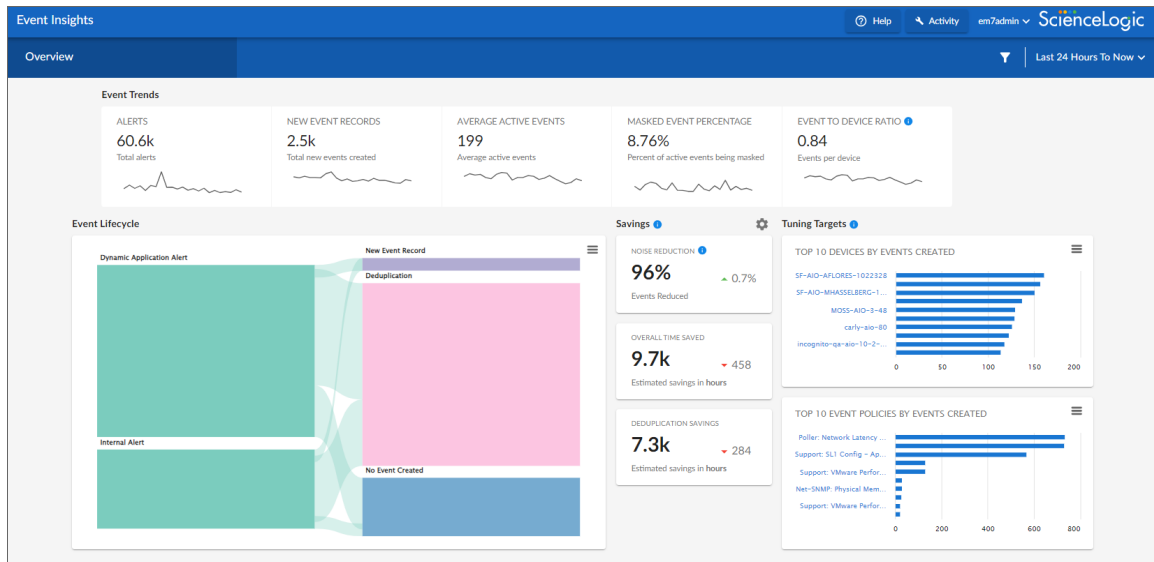 Event Insights
Help
Activity
em7admin
ScienceLogic
Overview
Last 24 Hours To Now
Event Trends
ALERTS
60.6k
Total alerts
NEW EVENT RECORDS
2.5k
Total new events created
AVERAGE ACTIVE EVENTS
199
Average active events
MASKED EVENT PERCENTAGE
8.76%
Percent of active events being masked
EVENT TO DEVICE RATIO
0.84
Events per device
Event Lifecycle
Dynamic Application Alert
Internal Alert
New Event Record
Deduplication
No Event Created
Savings
NOISE REDUCTION
96%
0.7%
Events Reduced
OVERALL TIME SAVED
9.7k
458
Estimated savings in hours
DEDUPLICATION SAVINGS
7.3k
284
Estimated savings in hours
Tuning Targets
TOP 10 DEVICES BY EVENTS CREATED
SF-AIO-AFLORES-1022328
SF-AIO-MHASSELBERG-1...
MOSS-AIO-3-48
carly-aio-80
incognito-qa-aio-10-2-...
0 50 100 150 200
TOP 10 EVENT POLICIES BY EVENTS CREATED
Poller: Network Latency ...
Support: SL1 Config - Ap...
Support: VMware Perfor...
Net-SNMP: Physical Mem...
Support: VMware Perfor...
0 200 400 600 800